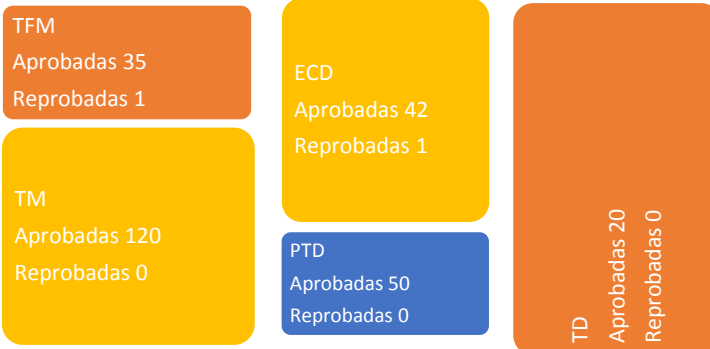 TFM
Aprobadas 35
Reprobadas 1
TM
Aprobadas 120
Reprobadas 0
ECD
Aprobadas 42
Reprobadas 1
PTD
Aprobadas 50
Reprobadas 0
TD
Aprobadas 20
Reprobadas 0